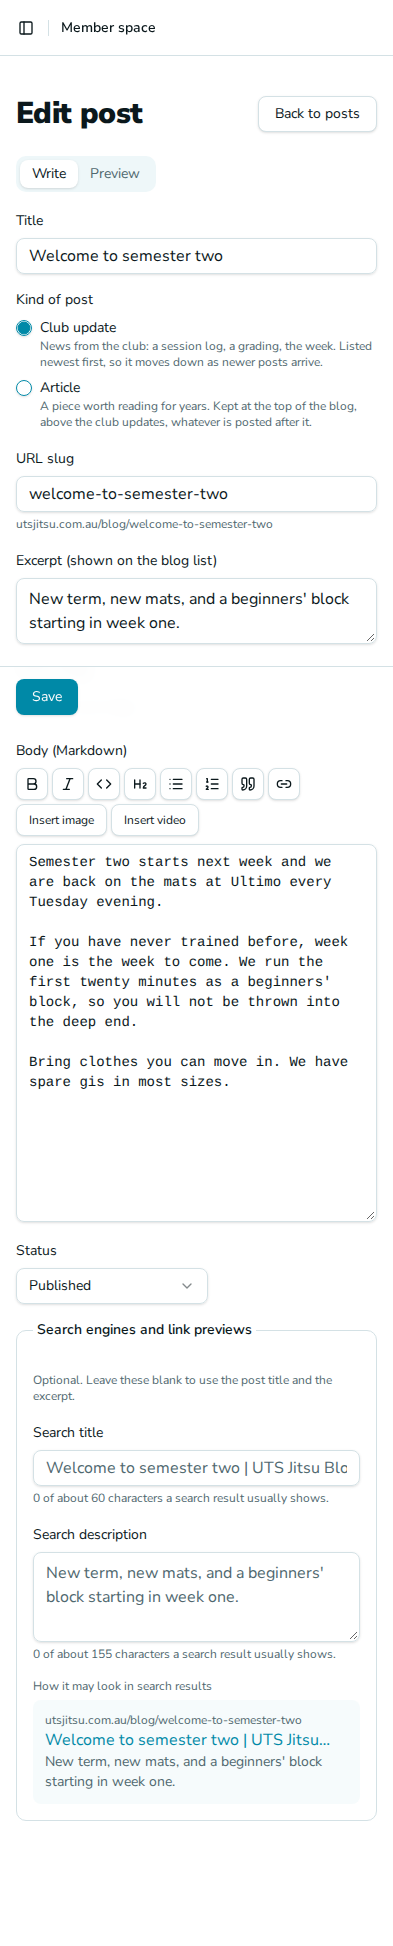 Member space
Edit post
Back to posts
Write
Preview
Title
Welcome to semester two
Kind of post
Club update
News from the club: a session log, a grading, the week. Listed
newest first, so it moves down as newer posts arrive.
Article
A piece worth reading for years. Kept at the top of the blog,
above the club updates, whatever is posted after it.
URL slug
welcome-to-semester-two
utsjitsu.com.au/blog/welcome-to-semester-two
Excerpt (shown on the blog list)
New term, new mats, and a beginners' block
starting in week one.
Save
Body (Markdown)
B I <> H2
Insert image
Insert video
Semester two starts next week and we
are back on the mats at Ultimo every
Tuesday evening.
If you have never trained before, week
one is the week to come. We run the
first twenty minutes as a beginners'
block, so you will not be thrown into
the deep end.
Bring clothes you can move in. We have
spare gis in most sizes.
Status
Published
Search engines and link previews
Optional. Leave these blank to use the post title and the
excerpt.
Search title
Welcome to semester two | UTS Jitsu Blo
0 of about 60 characters a search result usually shows.
Search description
New term, new mats, and a beginners'
block starting in week one.
0 of about 155 characters a search result usually shows.
How it may look in search results
utsjitsu.com.au/blog/welcome-to-semester-two
Welcome to semester two | UTS Jitsu...
New term, new mats, and a beginners' block
starting in week one.